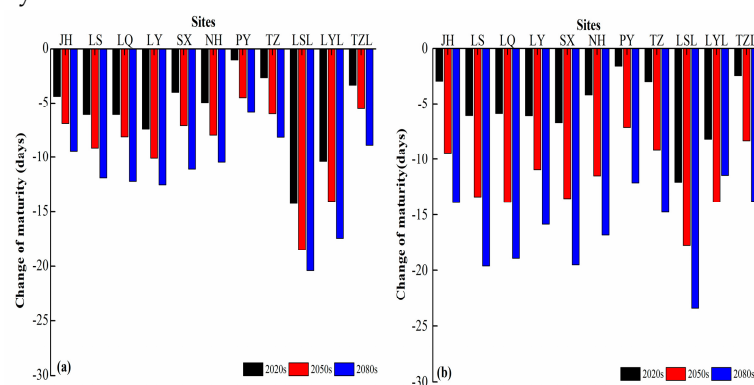 Sites
JH LS LQ LY SX NH PY TZ LSL LYL TZL
0
-5
-10
-15
-20
-25
-30
Change of maturity(days)
(a)
2020s 2050s 2080s
Sites
JH LS LQ LY SX NH PY TZ LSL LYL TZL
0
-5
-10
-15
-20
-25
-30
Change of maturity(days)
(b)
2020s 2050s 2080s